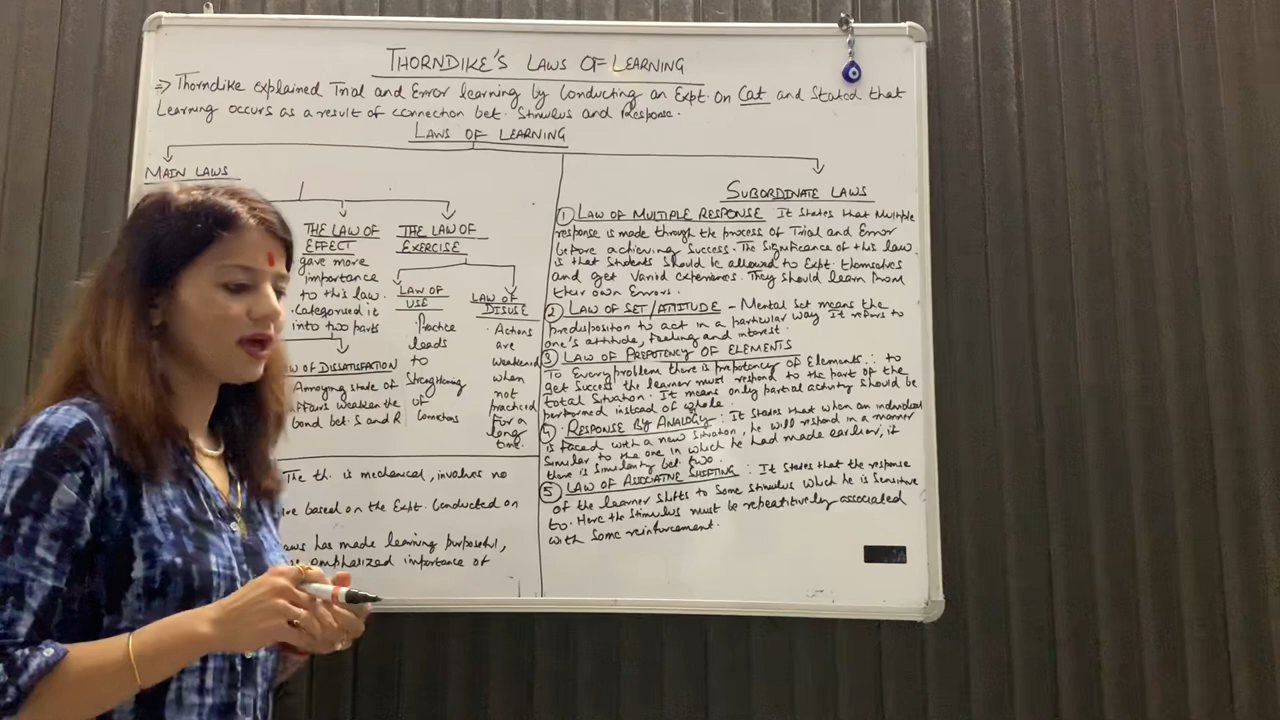 THORNDIKE'S LAWS OF LEARNING
⇒ Thorndike explained Trial and Error learning by Conducting an Expt. On Cat and Stated that
Learning occurs as a result of connection bet. Stimulus and Response.
LAWS OF LEARNING
MAIN LAWS
THE LAW OF
EFFECT
gave more
importance
to this law.
. Categorised it
into two parts
OF DISSATISFACTION
Annoying state of
weaken the
bond bet. S and R
THE LAW OF
EXERCISE
LAW OF
USE
. Practice
leads
to
of
LAW OF
DISUSE
. Actions
are
weakened
when
not
practiced
for a
long
time.
The th. is mechanical, involves no
based on the Expt. Conducted on
has made learning purposeful,
emphasized importance of
SUBORDINATE LAWS
① LAW OF MULTIPLE RESPONSE It states that Multiple
response is made through the process of Trial and Error
before achieving success. The significance of this law
is that Students should be allowed to Expt. themselves
and get Varied experiences. They should learn from
their own Errors.
② LAW OF SET/ATTITUDE - Mental Set means the
predisposition to act in a particular way It refers to
one's attitude, feeling and interest.
③ LAW OF PREPOTENCY OF ELEMENTS
To Every problem there is prepotency of Elements ∴ to
get Success the learner must respond to the part of the
total Situation. It means only partial activity should be
performed instead of whole.
④ RESPONSE BY ANALOGY: It states that when an individual
is faced with a new situation, he will respond in a manner
similar to the one in which he had made earlier, if
there is similarity bet two.
⑤ LAW OF ASSOCIATIVE SHIFTING: It states that the response
of the learner shifts to Some stimulus which he is Sensitive
to. Here the Stimulus must be repeatitively associated
with some reinforcement.